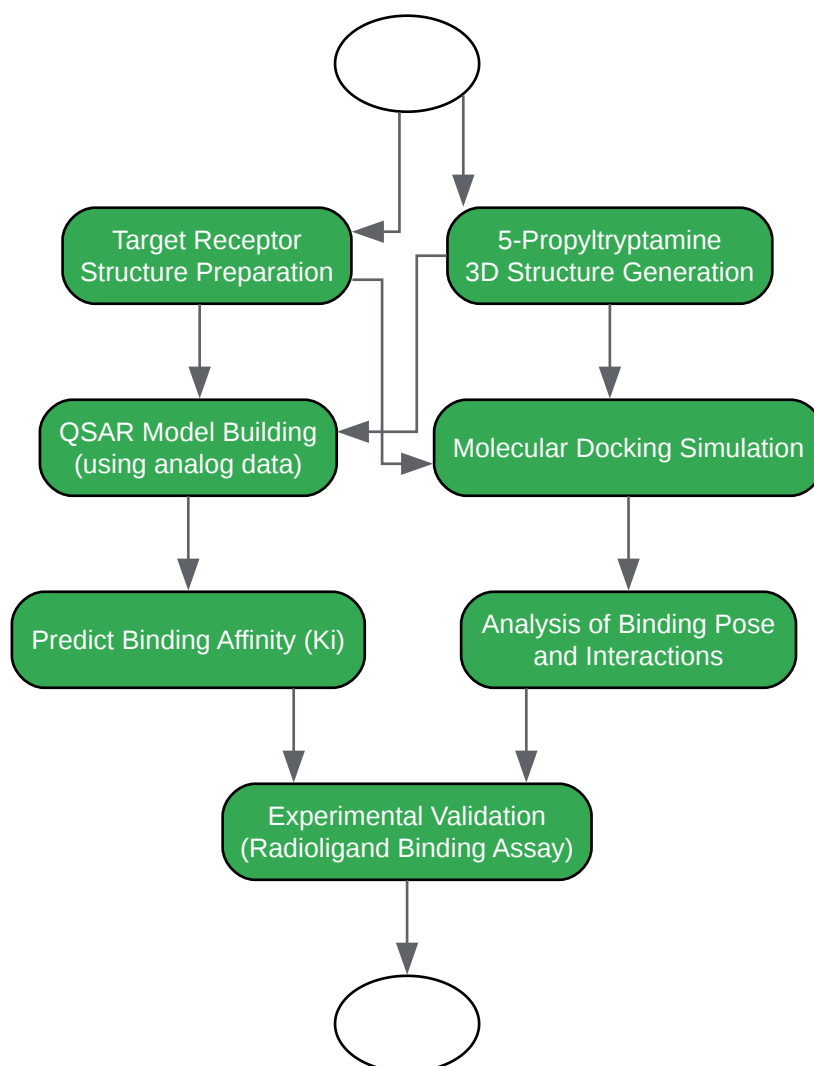 Target Receptor
Structure Preparation
5-Propyltryptamine
3D Structure Generation
QSAR Model Building
(using analog data)
Molecular Docking Simulation
Predict Binding Affinity (Ki)
Analysis of Binding Pose
and Interactions
Experimental Validation
(Radioligand Binding Assay)